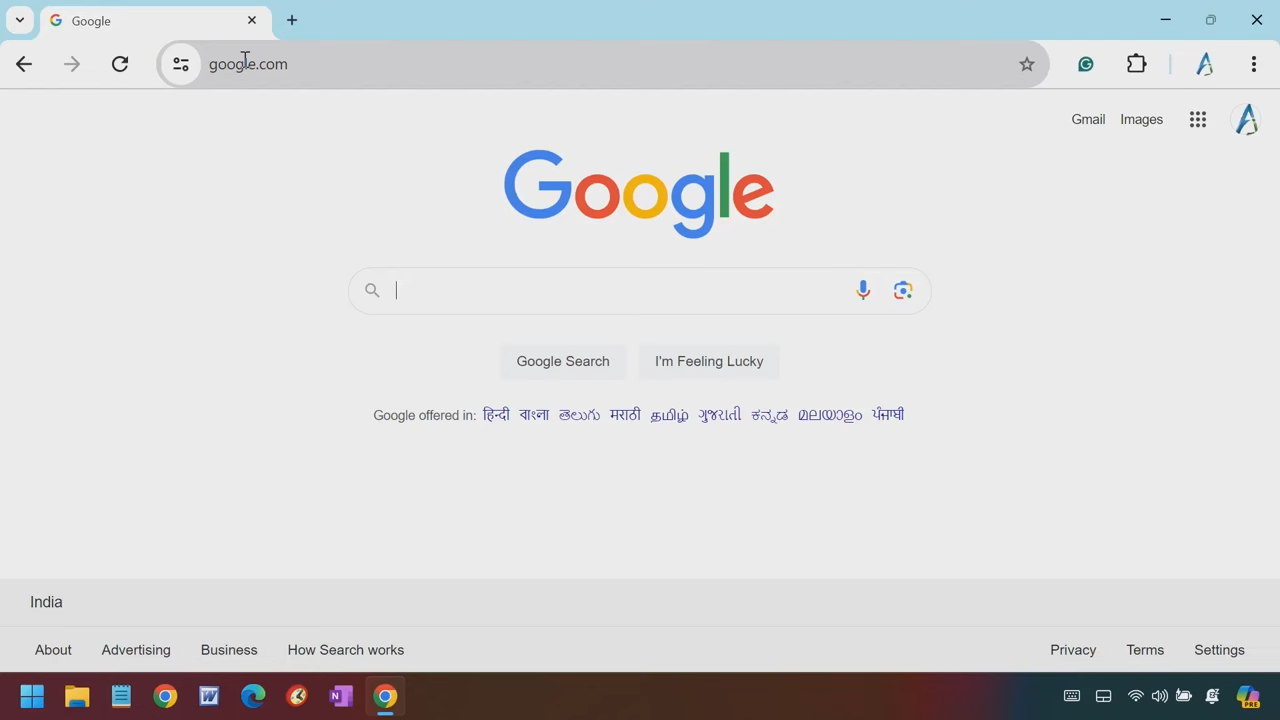 Google
google.com
Gmail Images
Google
Google Search I'm Feeling Lucky
Google offered in: हिन्दी বাংলা తెలుగు मराठी தமிழ் ગુજરાતી ಕನ್ನಡ മലയാളം ਪੰਜਾਬੀ
India
About Advertising Business How Search works Privacy Terms Settings
PRE